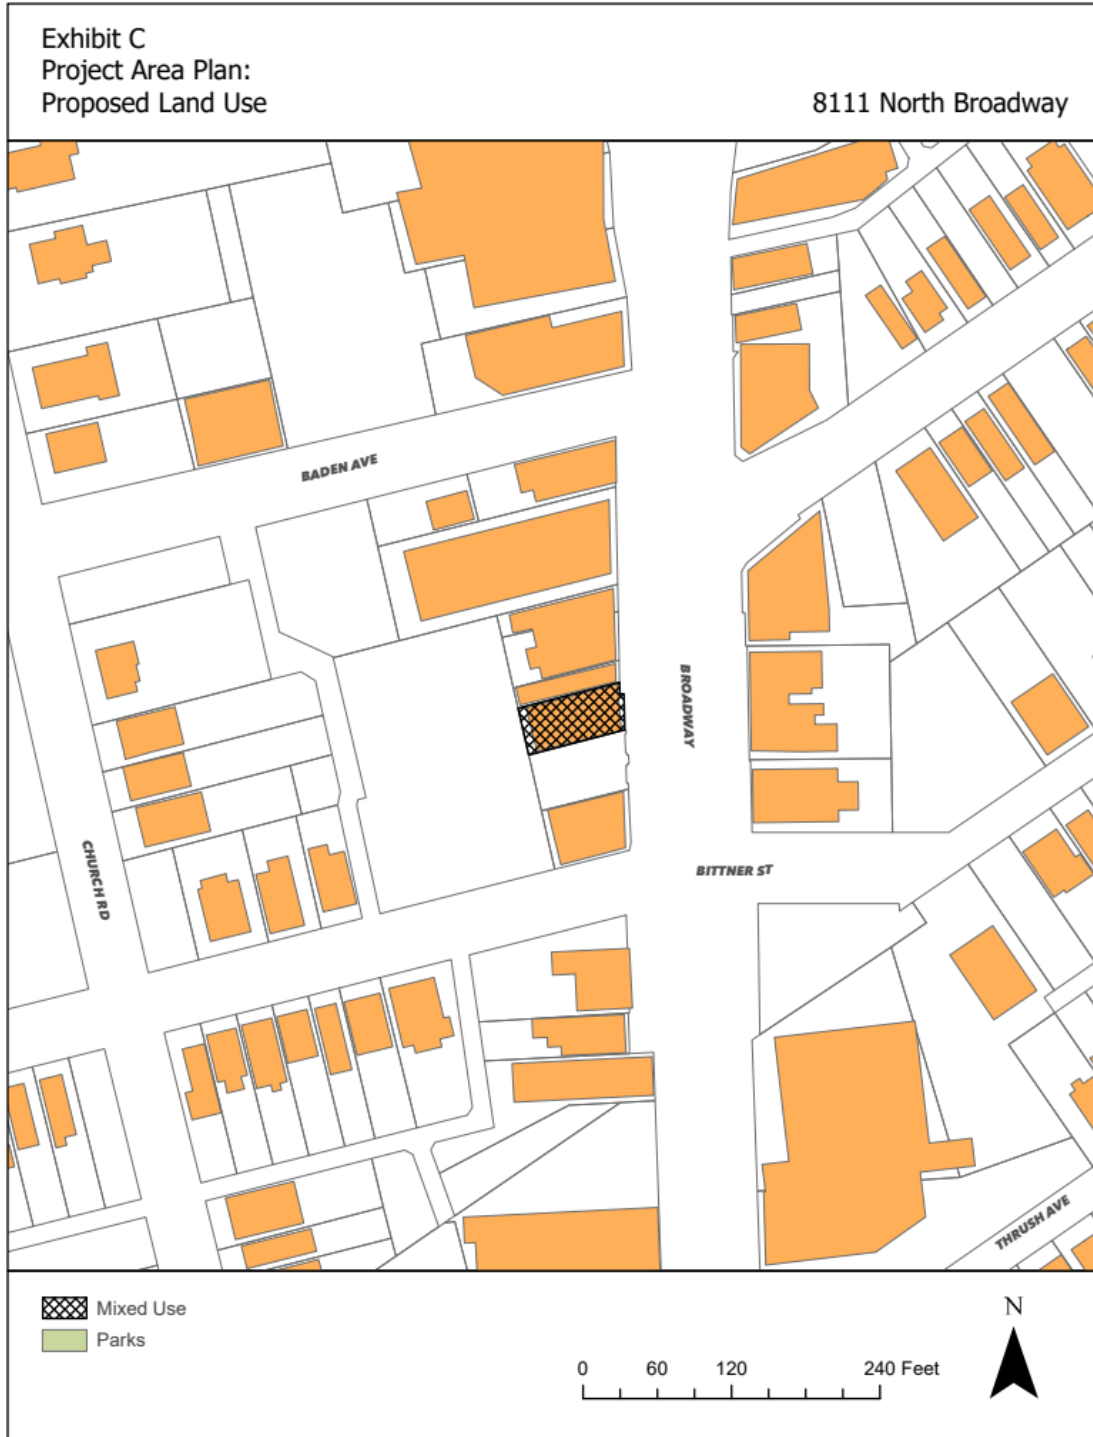 Exhibit C
Project Area Plan:
Proposed Land Use
8111 North Broadway
BADEN AVE
BROADWAY
CHURCH RD
BITTNER ST
THRUSH AVE
Mixed Use
Parks
N
0 60 120 240 Feet